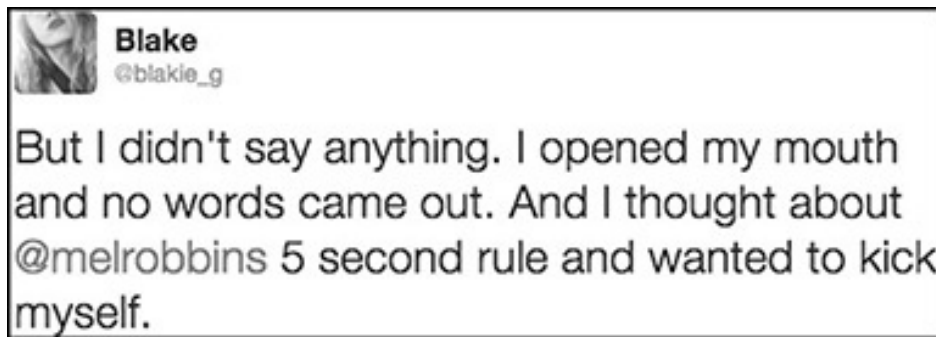 Blake
@blakie_g
But I didn't say anything. I opened my mouth
and no words came out. And I thought about
@melrobbins 5 second rule and wanted to kick
myself.